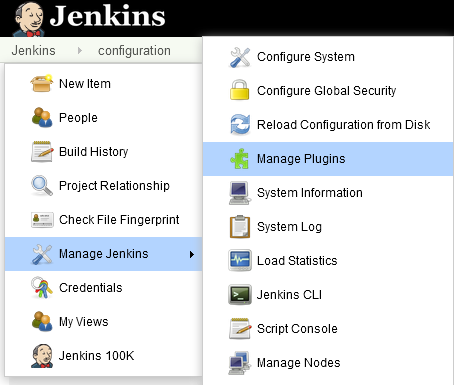 Jenkins
Jenkins configuration
New Item
People
Build History
Project Relationship
Check File Fingerprint
Manage Jenkins
Credentials
My Views
Jenkins 100K
Configure System
Configure Global Security
Reload Configuration from Disk
Manage Plugins
System Information
System Log
Load Statistics
Jenkins CLI
Script Console
Manage Nodes